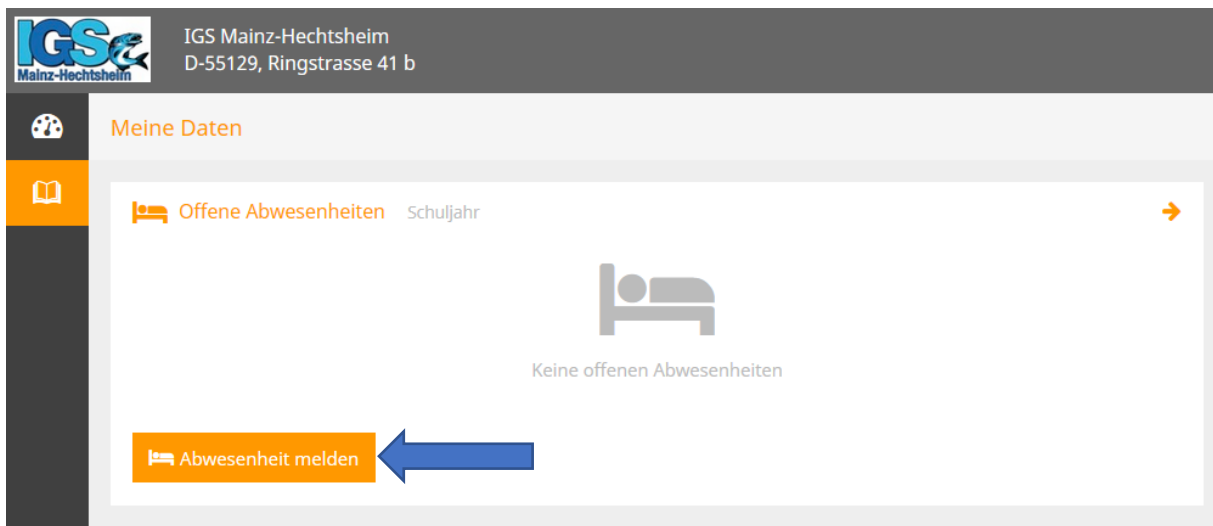 IGS
Mainz-Hechtsheim
IGS Mainz-Hechtsheim
D-55129, Ringstrasse 41 b
Meine Daten
Offene Abwesenheiten Schuljahr
Keine offenen Abwesenheiten
Abwesenheit melden